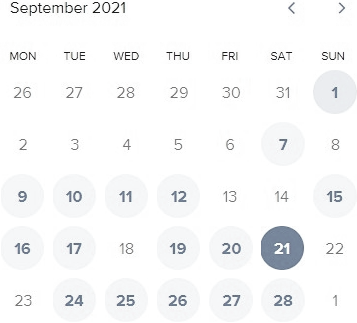 September 2021
MON TUE WED THU FRI SAT SUN
26 27 28 29 30 31 1
2 3 4 5 6 7 8
9 10 11 12 13 14 15
16 17 18 19 20 21 22
23 24 25 26 27 28 1